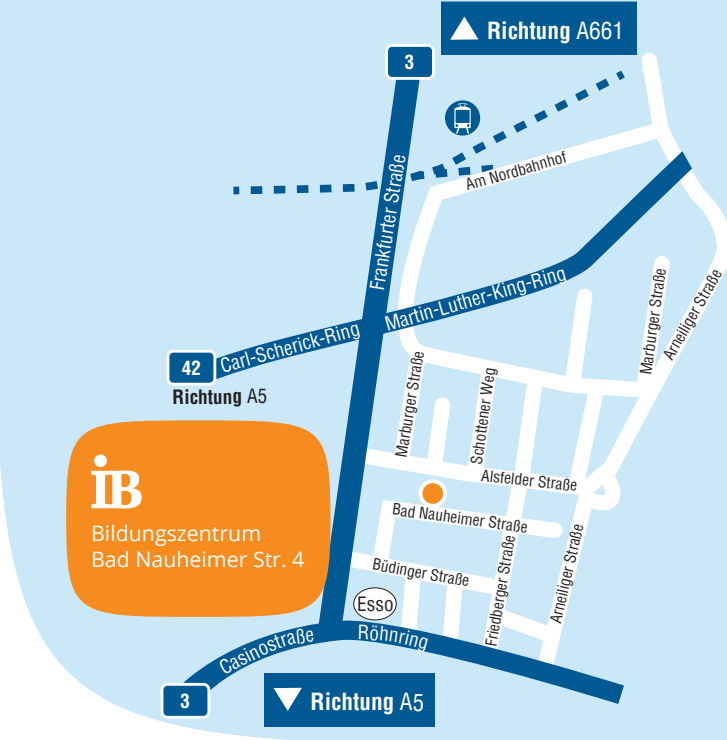 Richtung A661
3
Am Nordbahnhof
Frankfurter Straße
Martin-Luther-King-Ring
Carl-Scherick-Ring
42
Richtung A5
Marburger Straße
Arneiliger Straße
Marburger Straße
Schottener Weg
Alsfelder Straße
iB
Bildungszentrum
Bad Nauheimer Str. 4
Bad Nauheimer Straße
Büdinger Straße
Friedberger Straße
Arneiliger Straße
Esso
Casinostraße
Röhnring
3
Richtung A5